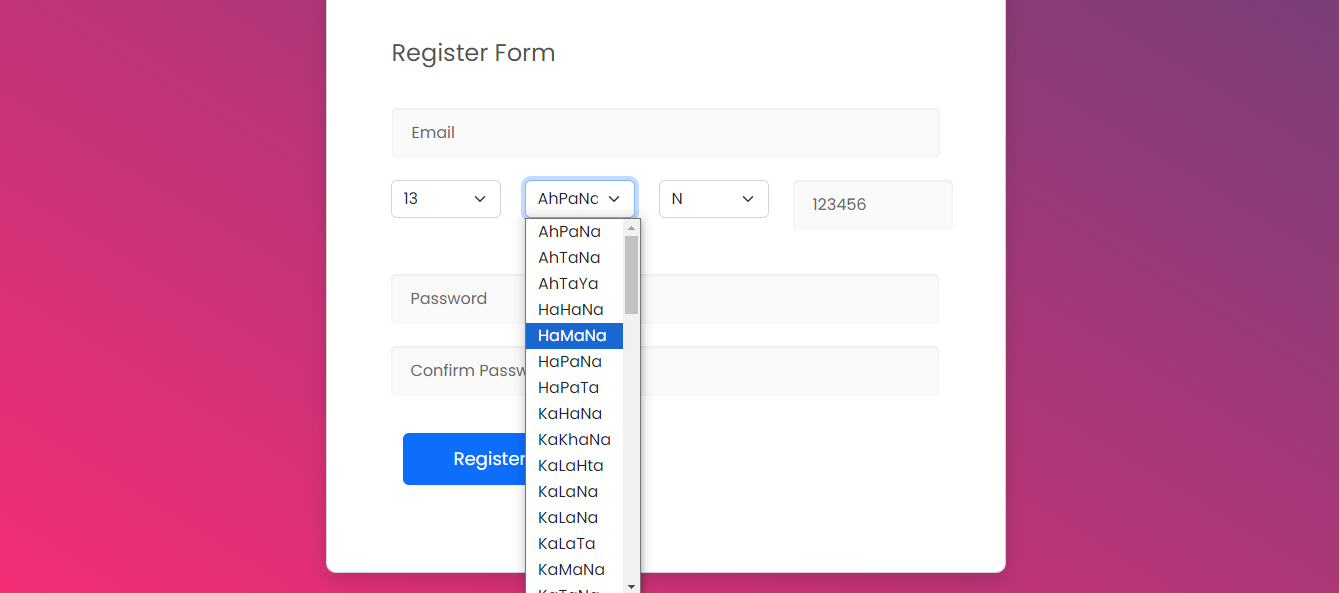 Register Form
Email
13 AhPaNa N 123456
AhPaNa
AhTaNa
AhTaYa
HaHaNa
Password
HaMaNa
HaPaNa
Confirm Passw
HaPaTa
KaHaNa
KaKhaNa
Register
KaLaHta
KaLaNa
KaLaNa
KaLaTa
KaMaNa